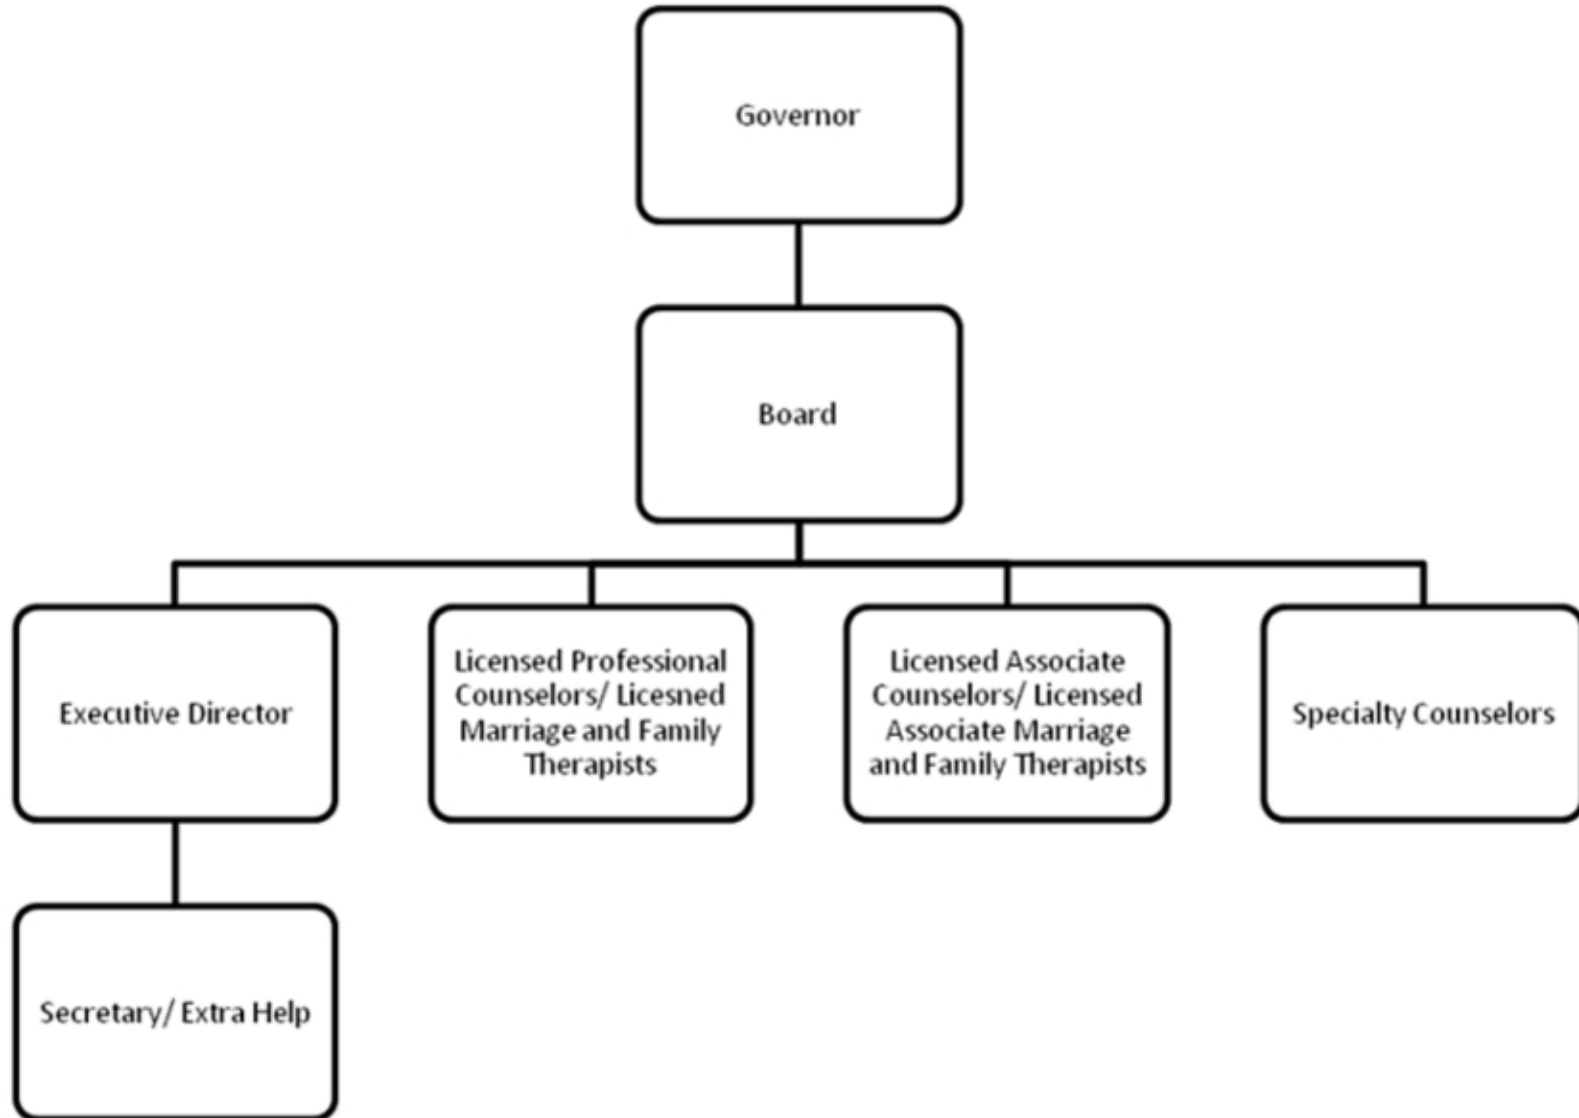 Governor
Board
Executive Director
Licensed Professional
Counselors/ Licesned
Marriage and Family
Therapists
Licensed Associate
Counselors/ Licensed
Associate Marriage
and Family Therapists
Specialty Counselors
Secretary/ Extra Help